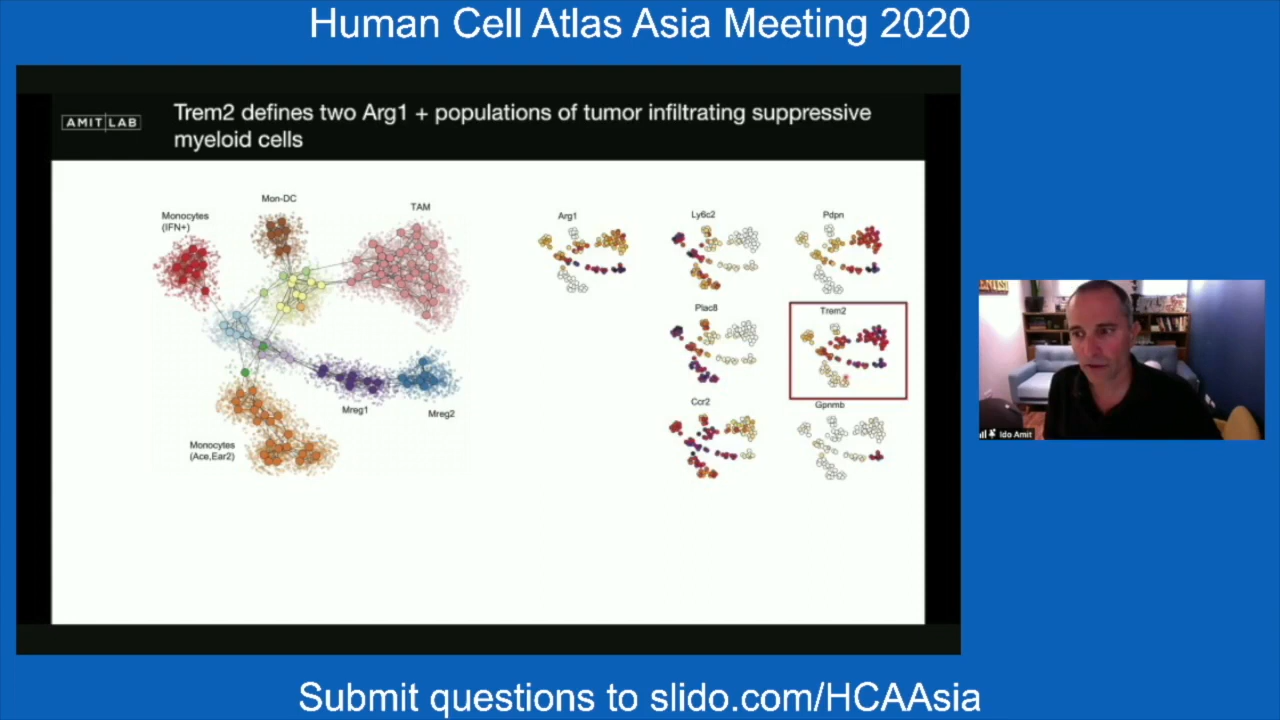 Human Cell Atlas Asia Meeting 2020
AMIT LAB
Trem2 defines two Arg1 + populations of tumor infiltrating suppressive
myeloid cells
Mon-DC
Monocytes
(IFN+)
TAM
Mreg1
Mreg2
Monocytes
(Ace,Ear2)
Arg1
Ly6c2
Pdpn
Plac8
Trem2
Ccr2
Gpnmb
Ido Amit
Submit questions to slido.com/HCAAsia